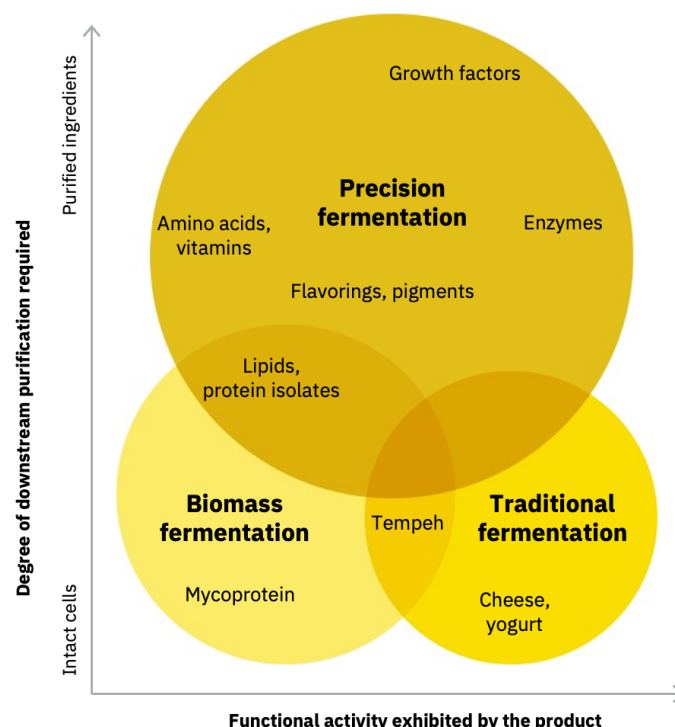 Growth factors
Precision
fermentation
Amino acids,
vitamins
Enzymes
Flavorings, pigments
Lipids,
protein isolates
Biomass
fermentation
Traditional
fermentation
Tempeh
Mycoprotein
Cheese,
yogurt
Purified ingredients
Degree of downstream purification required
Intact cells
Functional activity exhibited by the product